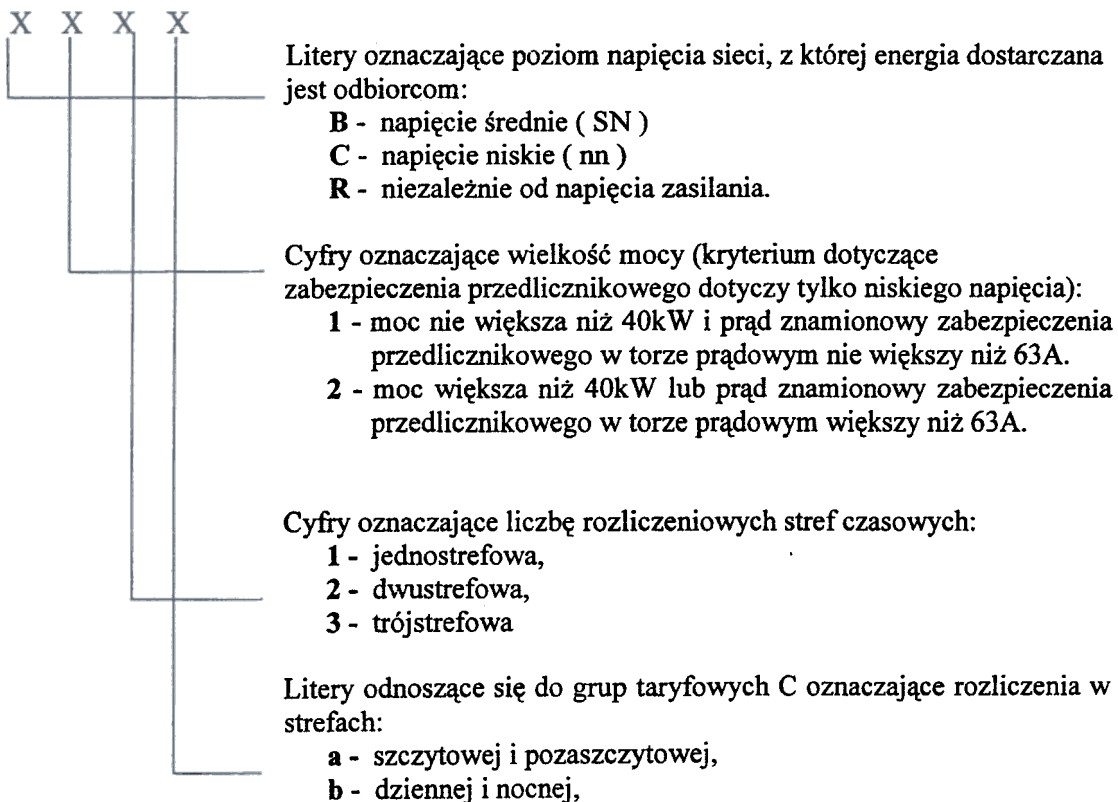 X X X X
Litery oznaczające poziom napięcia sieci, z której energia dostarczana
jest odbiorcom:
B - napięcie średnie ( SN )
C - napięcie niskie ( nn )
R - niezależnie od napięcia zasilania.
Cyfry oznaczające wielkość mocy (kryterium dotyczące
zabezpieczenia przedlicznikowego dotyczy tylko niskiego napięcia):
1 - moc nie większa niż 40kW i prąd znamionowy zabezpieczenia
przedlicznikowego w torze prądowym nie większy niż 63A.
2 - moc większa niż 40kW lub prąd znamionowy zabezpieczenia
przedlicznikowego w torze prądowym większy niż 63A.
Cyfry oznaczające liczbę rozliczeniowych stref czasowych:
1 - jednostrefowa,
2 - dwustrefowa,
3 - trójstrefowa
Litery odnoszące się do grup taryfowych C oznaczające rozliczenia w
strefach:
a - szczytowej i pozaszczytowej,
b - dziennej i nocnej,